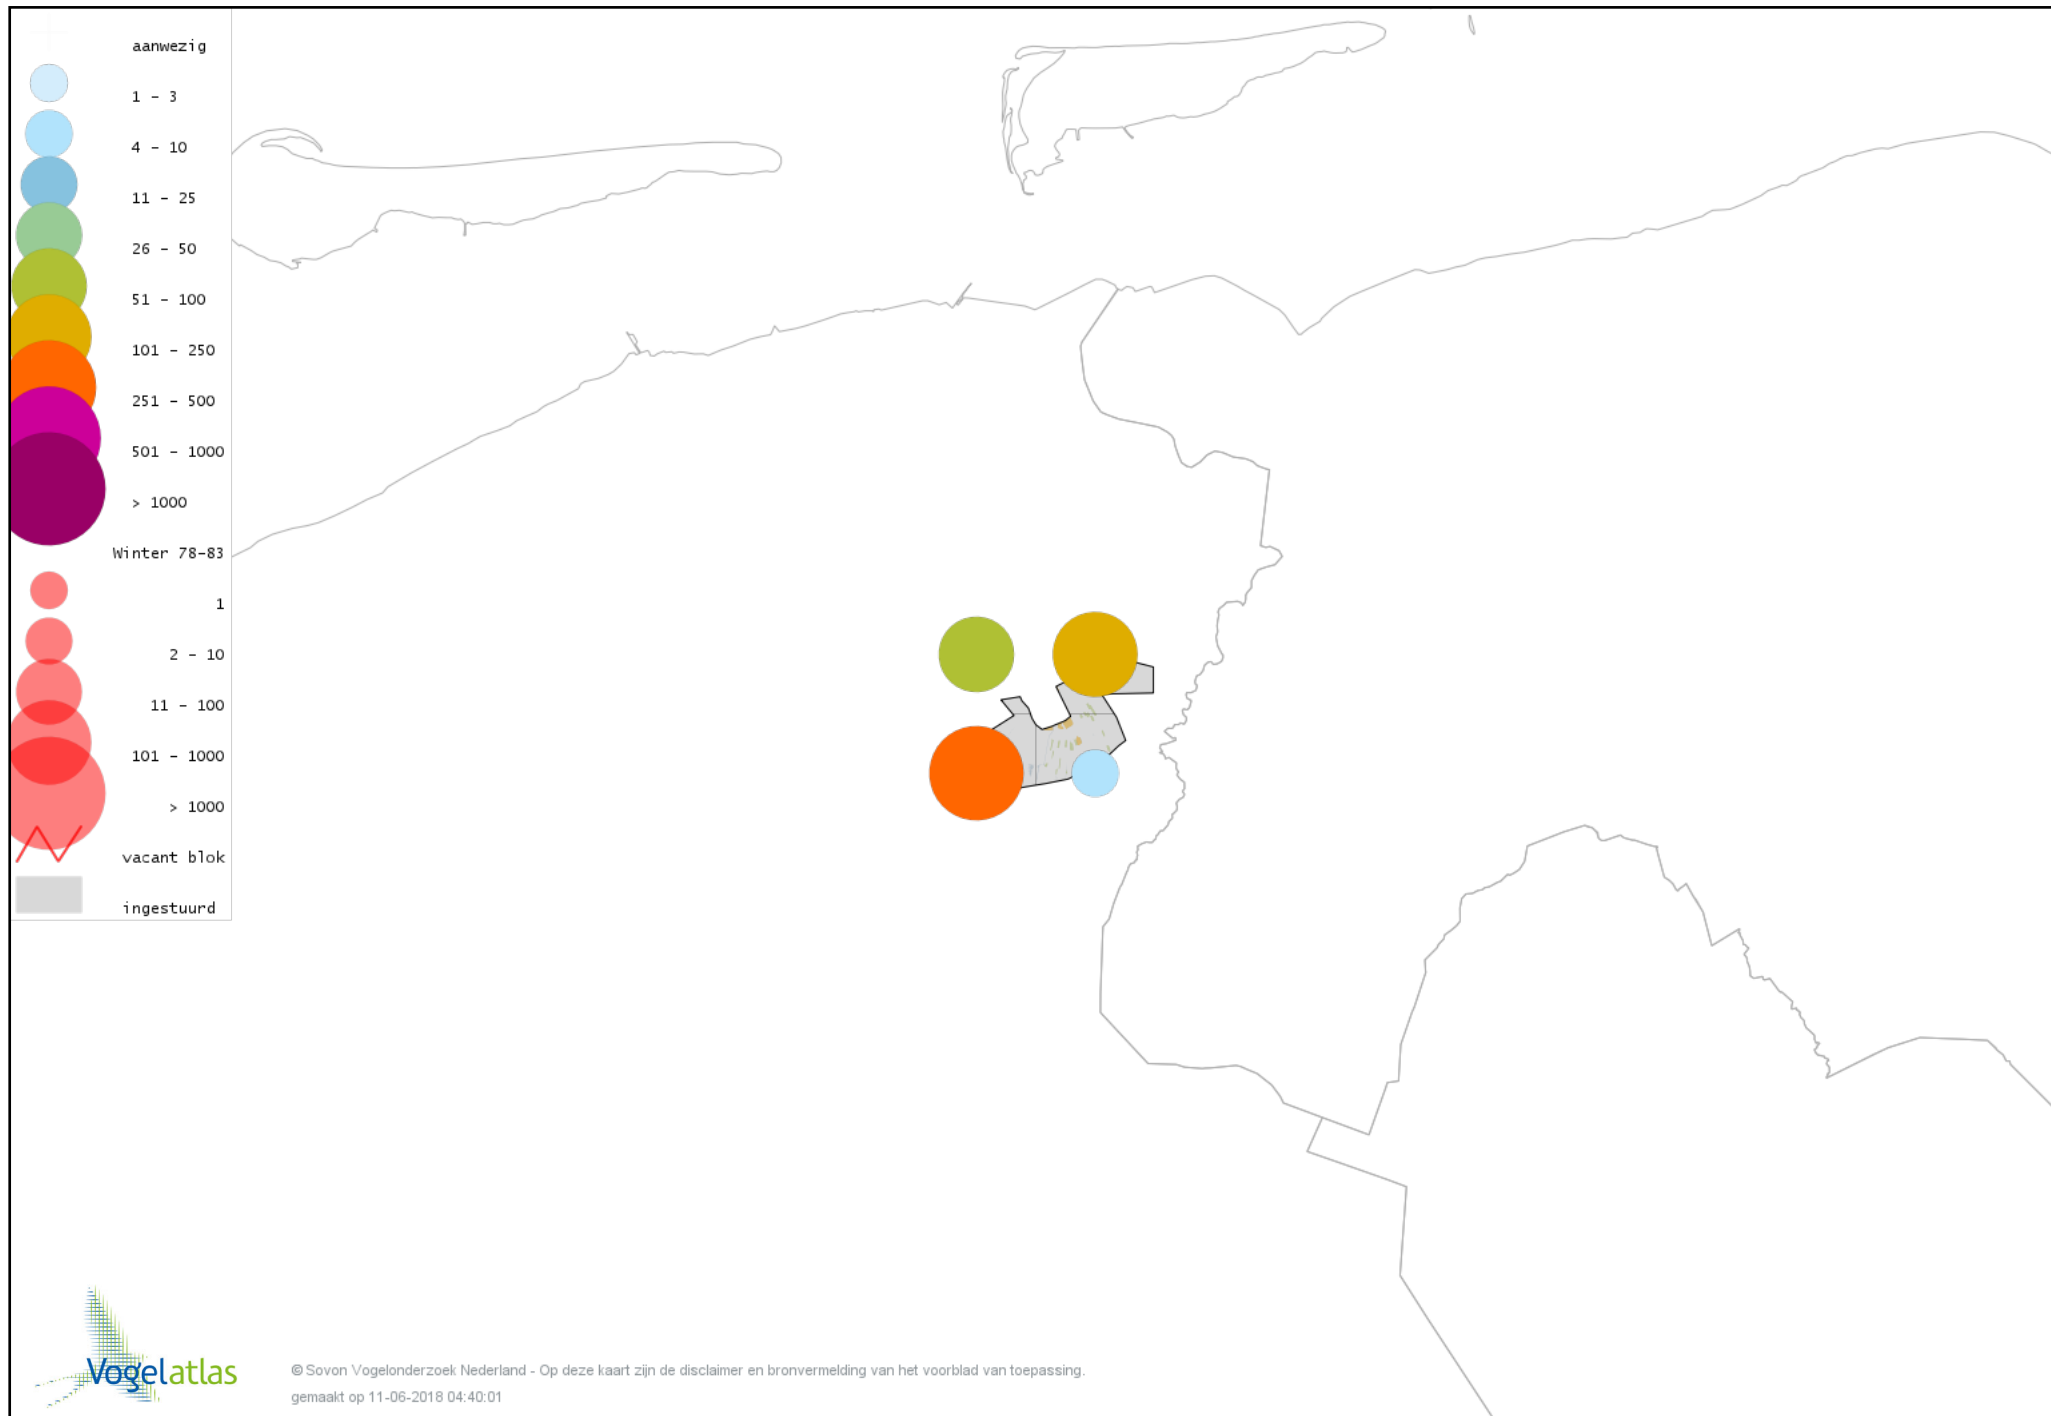 aanwezig
1 - 3
4 - 10
11 - 25
26 - 50
51 - 100
101 - 250
251 - 500
501 - 1000
> 1000
Winter 78-83
1
2 - 10
11 - 100
101 - 1000
> 1000
vacant blok
ingestuurd
Vogelatlas
© Sovon Vogelonderzoek Nederland - Op deze kaart zijn de disclaimer en bronvermelding van het voorblad van toepassing.
gemaakt op 11-06-2018 04:40:01